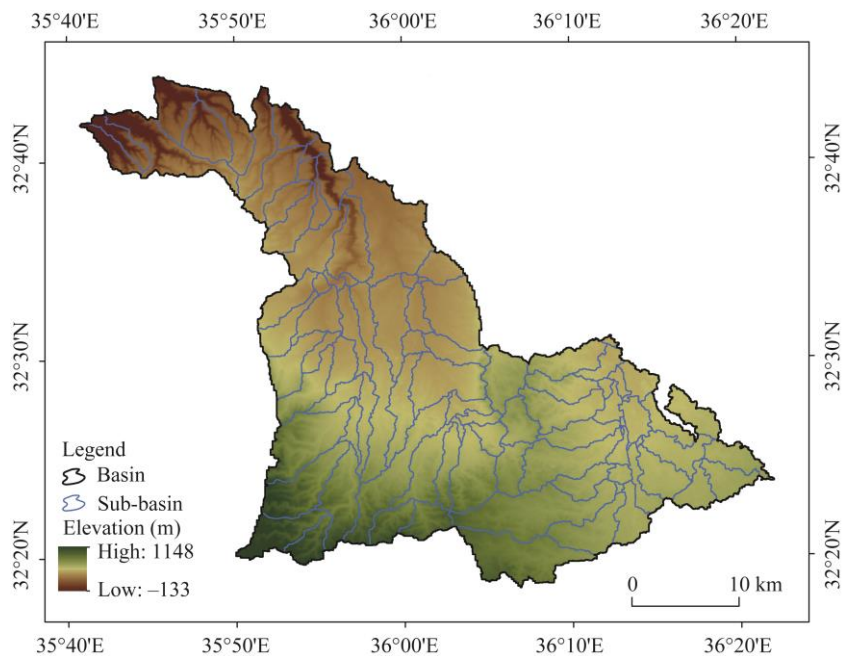 35°40′E 35°50′E 36°00′E 36°10′E 36°20′E
32°40′N 32°40′N
32°30′N 32°30′N
Legend
Basin
Sub-basin
Elevation (m)
High: 1148
Low: –133
32°20′N 32°20′N
0 10 km
35°40′E 35°50′E 36°00′E 36°10′E 36°20′E